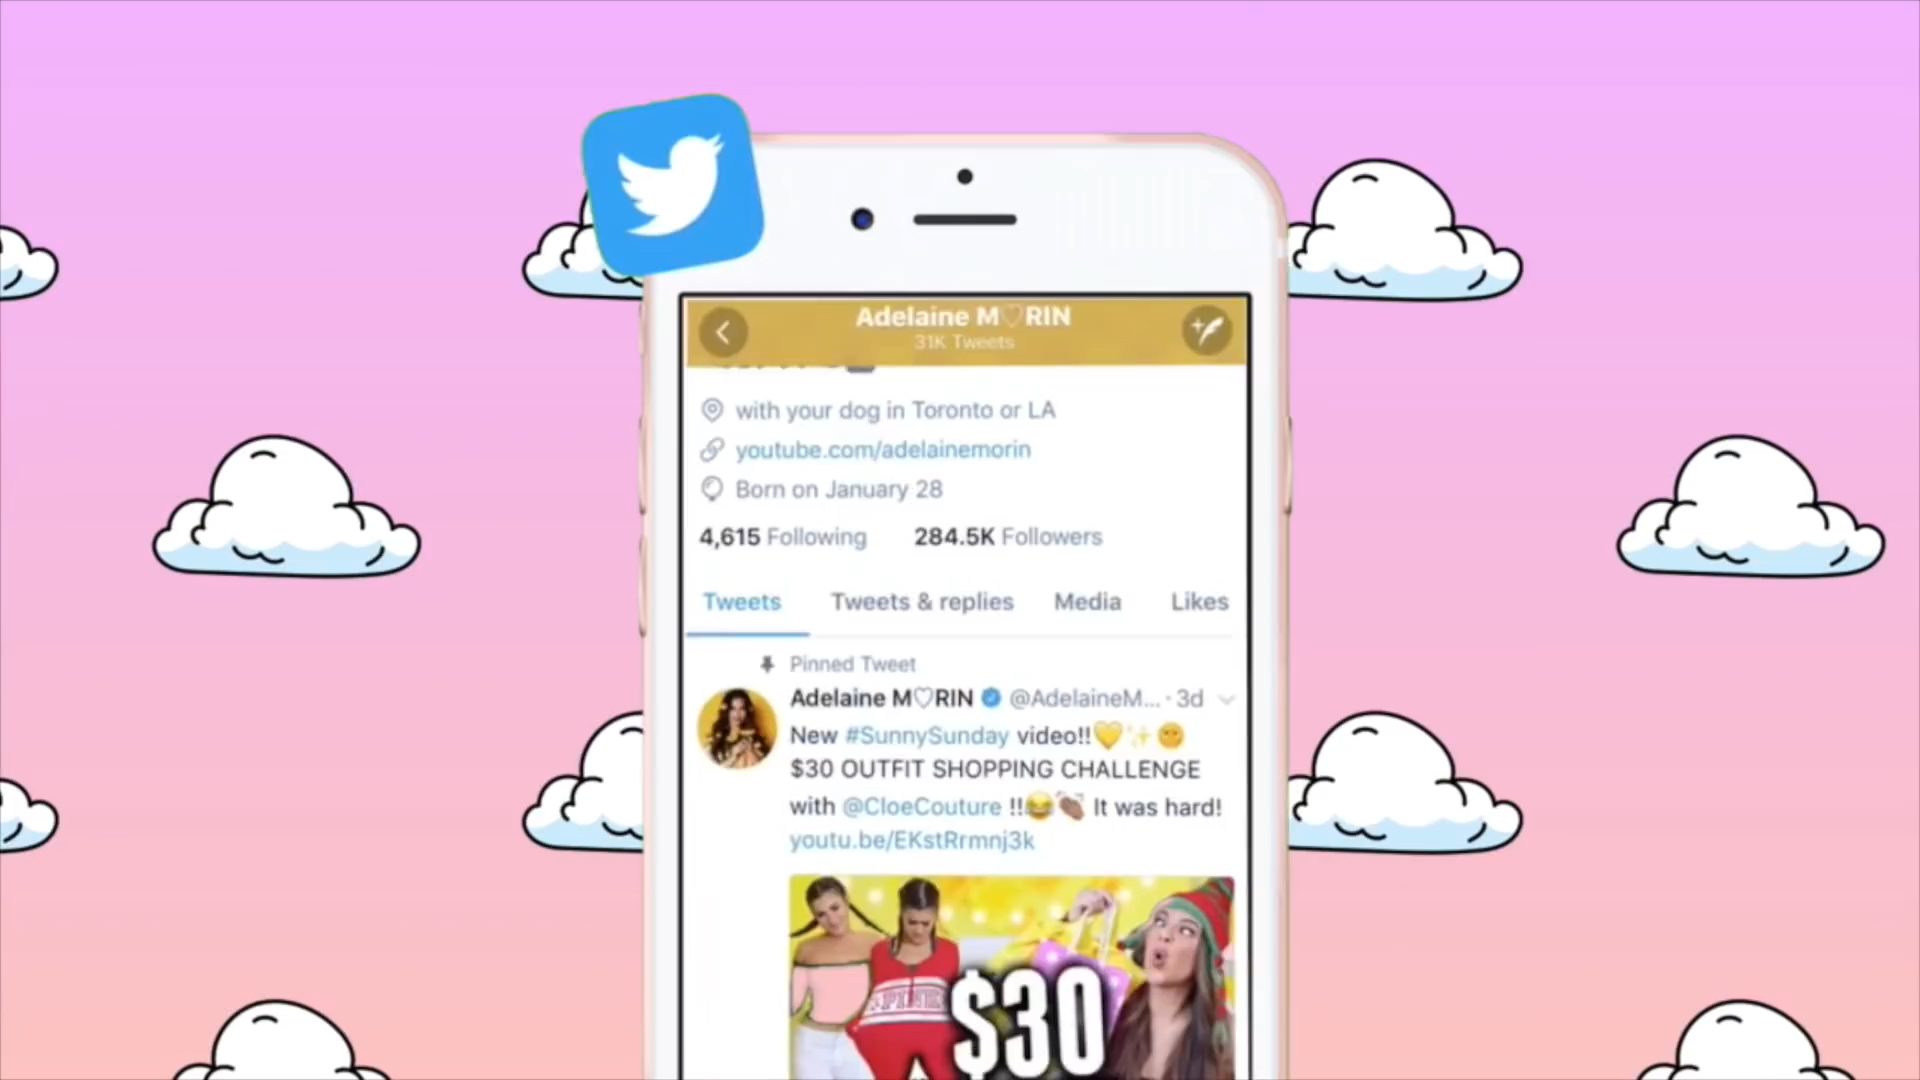 Adelaine M♡RIN
31K Tweets
with your dog in Toronto or LA
youtube.com/adelainemorin
Born on January 28
4,615 Following 284.5K Followers
Tweets Tweets & replies Media Likes
Pinned Tweet
Adelaine M♡RIN @AdelaineM... · 3d
New #SunnySunday video!!💛✨🌞
$30 OUTFIT SHOPPING CHALLENGE
with @CloeCouture !!😂👏🏽 It was hard!
youtu.be/EKstRrmnj3k
PINK
$30